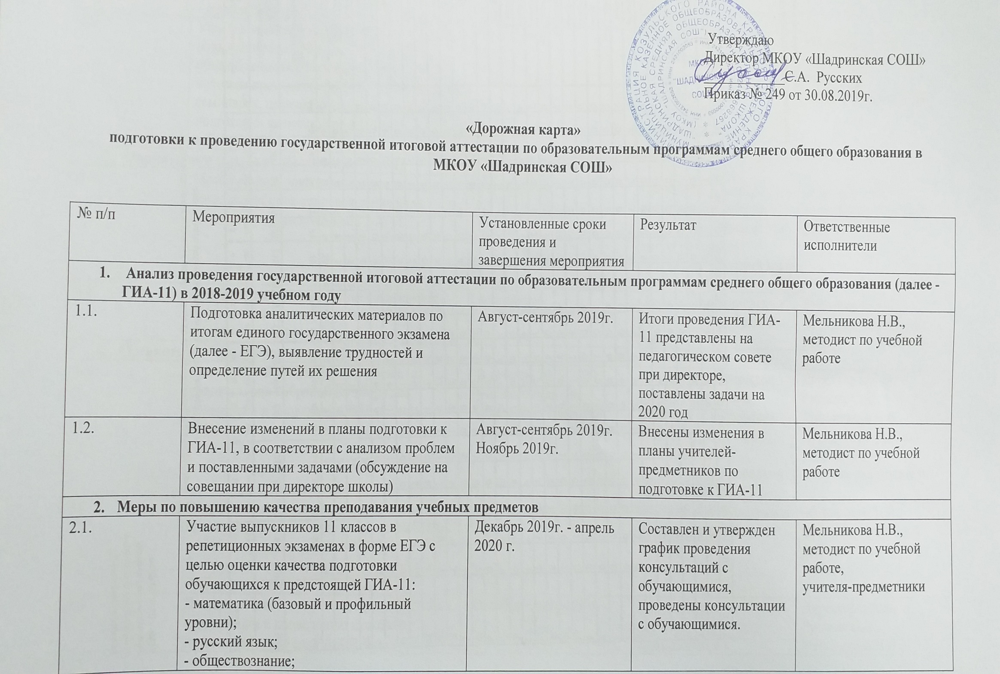 Утверждаю
Директор МКОУ «Шадринская СОШ»
С.А. Русских
Приказ № 249 от 30.08.2019г.
МКОУ
"ШАДРИНСКАЯ
СОШ"
«Дорожная карта»
подготовки к проведению государственной итоговой аттестации по образовательным программам среднего общего образования в
МКОУ «Шадринская СОШ»
№ п/п
Мероприятия
Установленные сроки
проведения и
завершения мероприятия
Результат
Ответственные
исполнители
1. Анализ проведения государственной итоговой аттестации по образовательным программам среднего общего образования (далее -
ГИА-11) в 2018-2019 учебном году
1.1.
Подготовка аналитических материалов по
итогам единого государственного экзамена
(далее - ЕГЭ), выявление трудностей и
определение путей их решения
Август-сентябрь 2019г.
Итоги проведения ГИА-
11 представлены на
педагогическом совете
при директоре,
поставлены задачи на
2020 год
Мельникова Н.В.,
методист по учебной
работе
1.2.
Внесение изменений в планы подготовки к
ГИА-11, в соответствии с анализом проблем
и поставленными задачами (обсуждение на
совещании при директоре школы)
Август-сентябрь 2019г.
Ноябрь 2019г.
Внесены изменения в
планы учителей-
предметников по
подготовке к ГИА-11
Мельникова Н.В.,
методист по учебной
работе
2. Меры по повышению качества преподавания учебных предметов
2.1.
Участие выпускников 11 классов в
репетиционных экзаменах в форме ЕГЭ с
целью оценки качества подготовки
обучающихся к предстоящей ГИА-11:
- математика (базовый и профильный
уровни);
- русский язык;
- обществознание;
Декабрь 2019г. - апрель
2020 г.
Составлен и утвержден
график проведения
консультаций с
обучающимися,
проведены консультации
с обучающимися.
Мельникова Н.В.,
методист по учебной
работе,
учителя-предметники